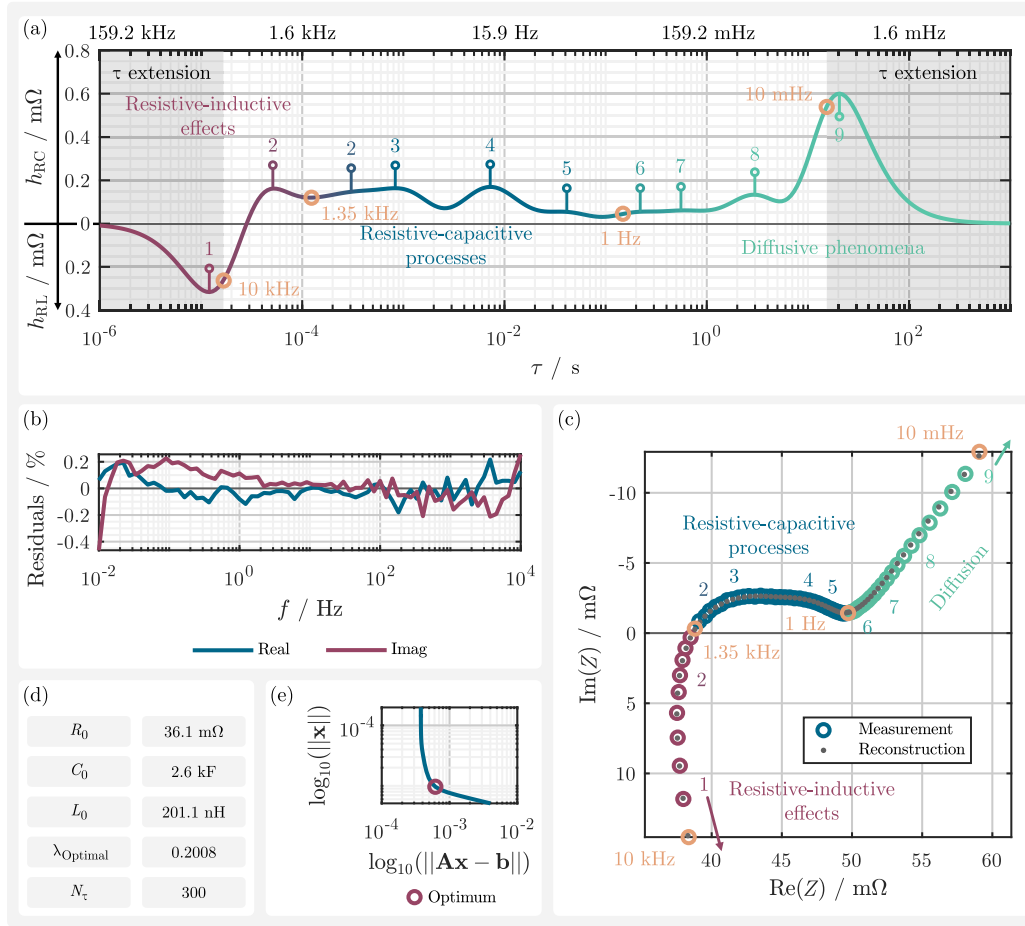 (a)
159.2 kHz 1.6 kHz 15.9 Hz 159.2 mHz 1.6 mHz
0.8
0.6
0.4
0.2
0
0.2
0.4
h_RC / mΩ
h_RL / mΩ
τ extension
τ extension
Resistive-inductive
effects
10 mHz
1 2 2 3 4 5 6 7 8 9
1.35 kHz
1 Hz
Resistive-capacitive
processes
Diffusive phenomena
10 kHz
10^-6 10^-4 10^-2 10^0 10^2
τ / s
(b)
0.2
0
-0.2
-0.4
Residuals / %
10^-2 10^0 10^2 10^4
f / Hz
Real Imag
(c)
10 mHz
9
-10
-5
0
5
10
Im(Z) / mΩ
Resistive-capacitive
processes
2 3 4 5
8
Diffusion
7
1 Hz
6
1.35 kHz
2
Measurement
Reconstruction
1
Resistive-inductive
effects
10 kHz
40 45 50 55 60
Re(Z) / mΩ
(d)
R_0 36.1 mΩ
C_0 2.6 kF
L_0 201.1 nH
λ_Optimal 0.2008
N_τ 300
(e)
10^-4
log_10(||x||)
10^-4 10^-3 10^-2
log_10(||Ax − b||)
Optimum